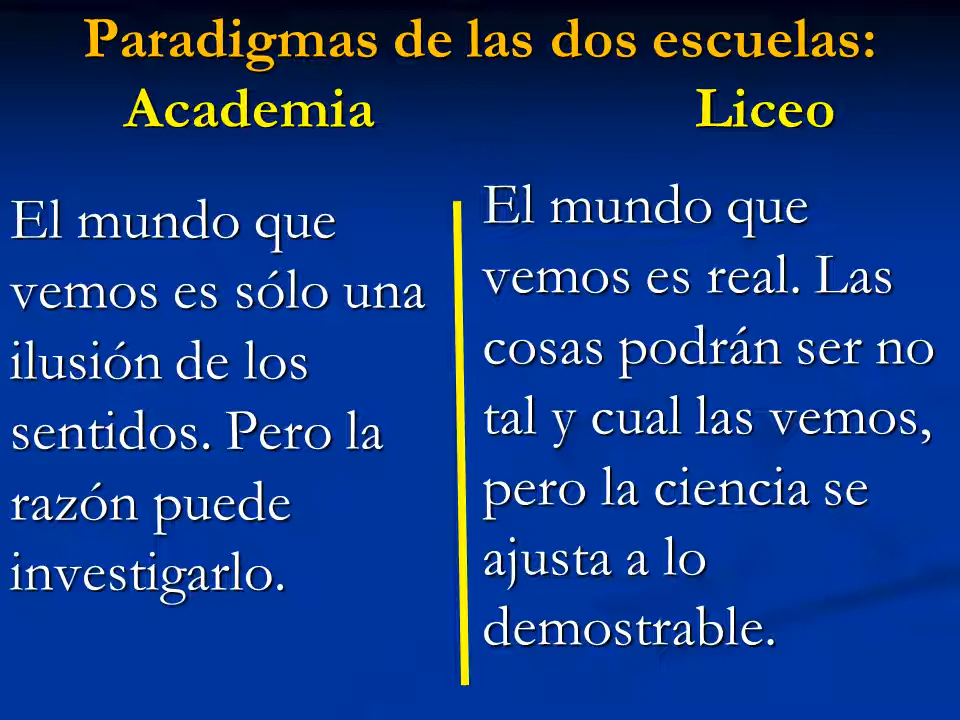 Paradigmas de las dos escuelas:
Academia Liceo
El mundo que
vemos es sólo una
ilusión de los
sentidos. Pero la
razón puede
investigarlo.
El mundo que
vemos es real. Las
cosas podrán ser no
tal y cual las vemos,
pero la ciencia se
ajusta a lo
demostrable.